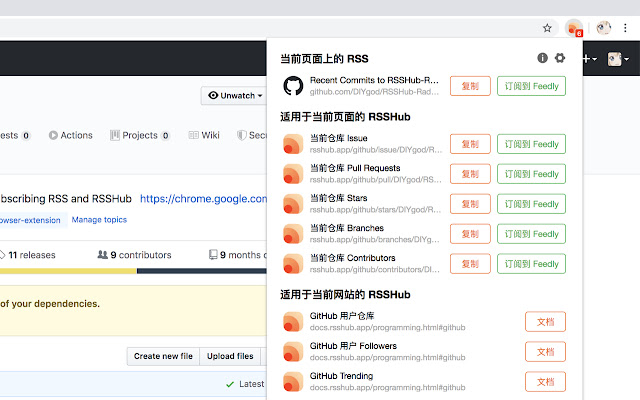 6
当前页面上的 RSS
Unwatch
Recent Commits to RSSHub-R...
github.com/DIYgod/RSSHub-Rad...
复制
订阅到 Feedly
适用于当前页面的 RSSHub
ests 0
Actions
Projects 0
Wiki
Secu
当前仓库 Issue
rsshub.app/github/issue/DIYgod/R...
复制
订阅到 Feedly
当前仓库 Pull Requests
rsshub.app/github/pull/DIYgod/RS...
复制
订阅到 Feedly
bscribing RSS and RSSHub https://chrome.google.con
当前仓库 Stars
rsshub.app/github/stars/DIYgod/R...
复制
订阅到 Feedly
owser-extension
Manage topics
当前仓库 Branches
rsshub.app/github/branches/DIYg...
复制
订阅到 Feedly
11 releases
9 contributors
9 months o
当前仓库 Contributors
rsshub.app/github/contributors/DI...
复制
订阅到 Feedly
适用于当前网站的 RSSHub
of your dependencies.
GitHub 用户仓库
docs.rsshub.app/programming.html#github
文档
GitHub 用户 Followers
docs.rsshub.app/programming.html#github
文档
Create new file
Upload files
GitHub Trending
docs.rsshub.app/programming.html#github
文档
Latest